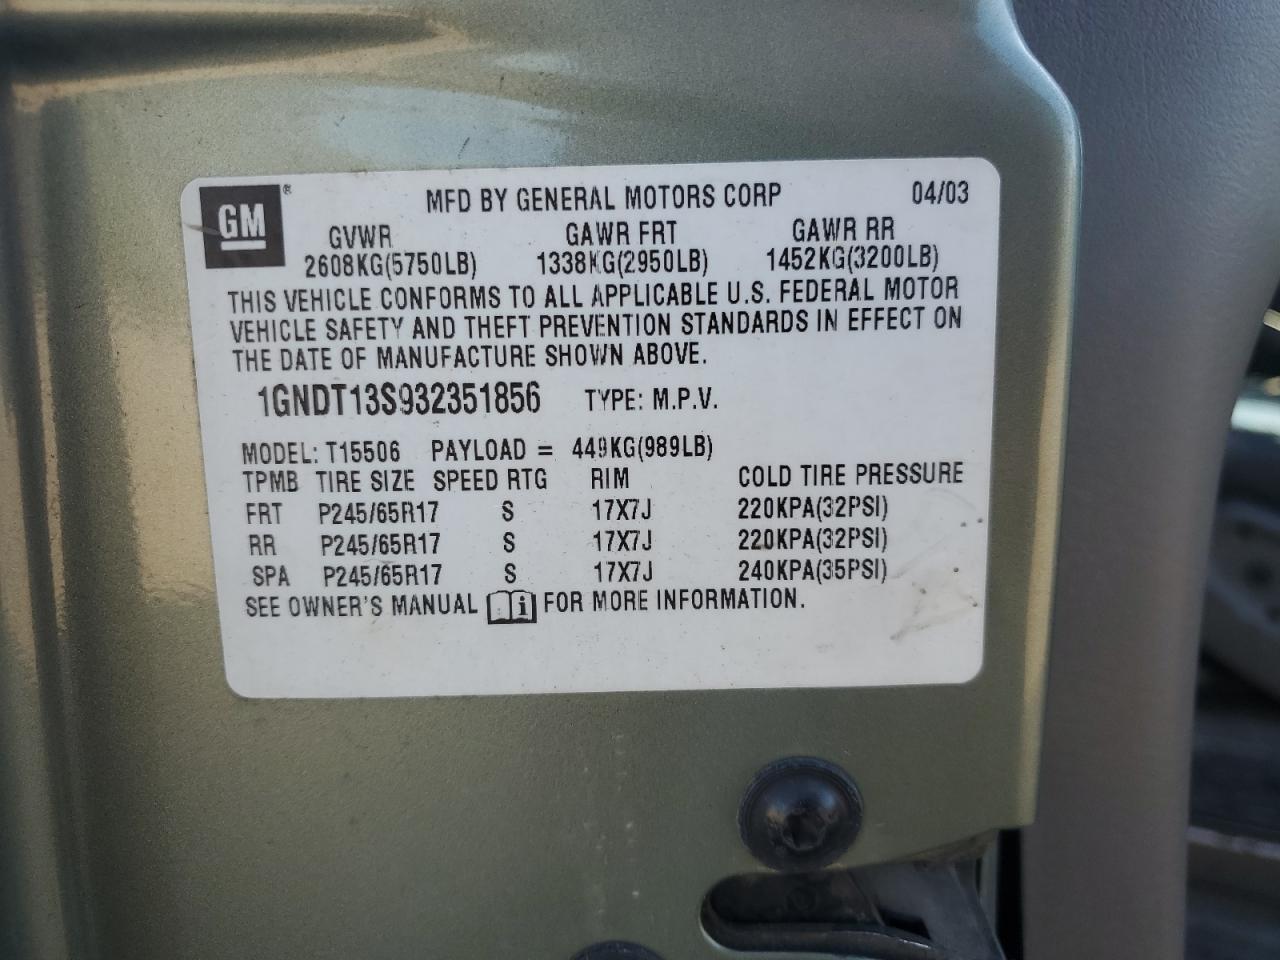 GM ® MFD BY GENERAL MOTORS CORP 04/03
GVWR GAWR FRT GAWR RR
2608KG(5750LB) 1338KG(2950LB) 1452KG(3200LB)
THIS VEHICLE CONFORMS TO ALL APPLICABLE U.S. FEDERAL MOTOR
VEHICLE SAFETY AND THEFT PREVENTION STANDARDS IN EFFECT ON
THE DATE OF MANUFACTURE SHOWN ABOVE.
1GNDT13S932351856 TYPE: M.P.V.
MODEL: T15506 PAYLOAD = 449KG(989LB)
TPMB TIRE SIZE SPEED RTG RIM COLD TIRE PRESSURE
FRT P245/65R17 S 17X7J 220KPA(32PSI)
RR P245/65R17 S 17X7J 220KPA(32PSI)
SPA P245/65R17 S 17X7J 240KPA(35PSI)
SEE OWNER'S MANUAL i FOR MORE INFORMATION.